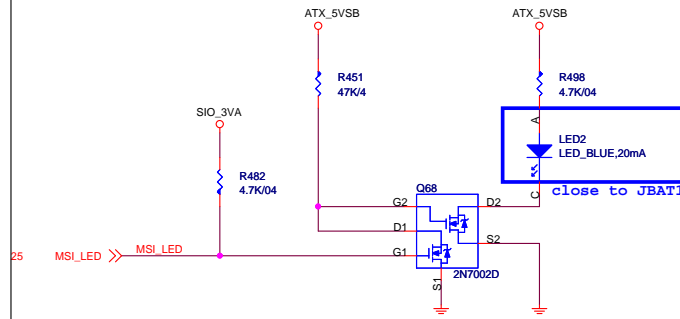 ATX_5VSB
ATX_5VSB
R451
47K/4
R498
4.7K/04
SIO_3VA
A
LED2
LED_BLUE,20mA
R482
4.7K/04
C
close to JBAT1
Q68
G2
D2
D1
S2
25
MSI_LED
MSI_LED
G1
2N7002D
S1